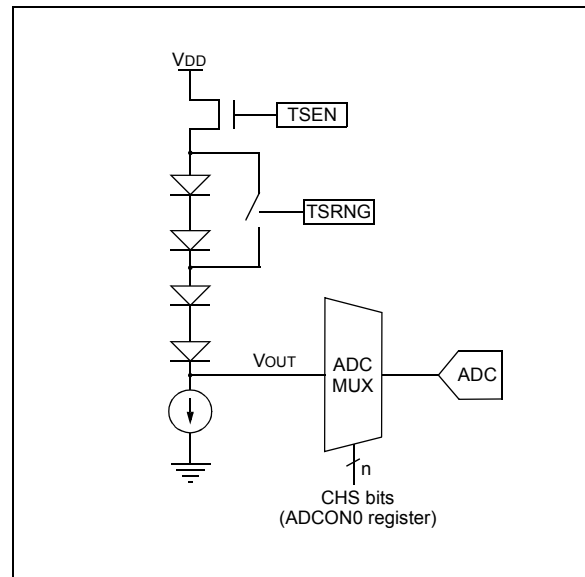 VDD
TSEN
TSRNG
VOUT
ADC
MUX
ADC
n
CHS bits
(ADCON0 register)